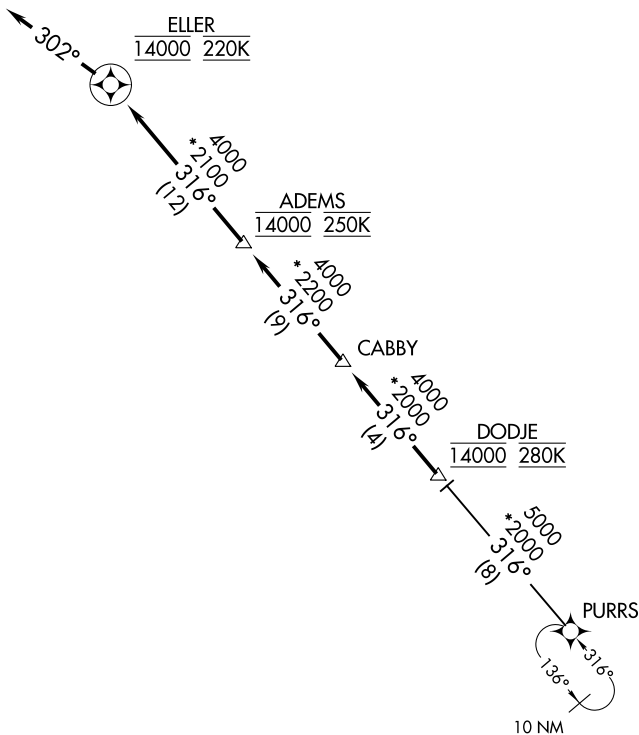 302°
ELLER
14000 220K
4000
*2100
316°
(12)
ADEMS
14000 250K
4000
*2200
316°
(9)
CABBY
4000
*2000
316°
(4)
DODJE
14000 280K
5000
*2000
316°
(8)
PURRS
316°
136°
10 NM